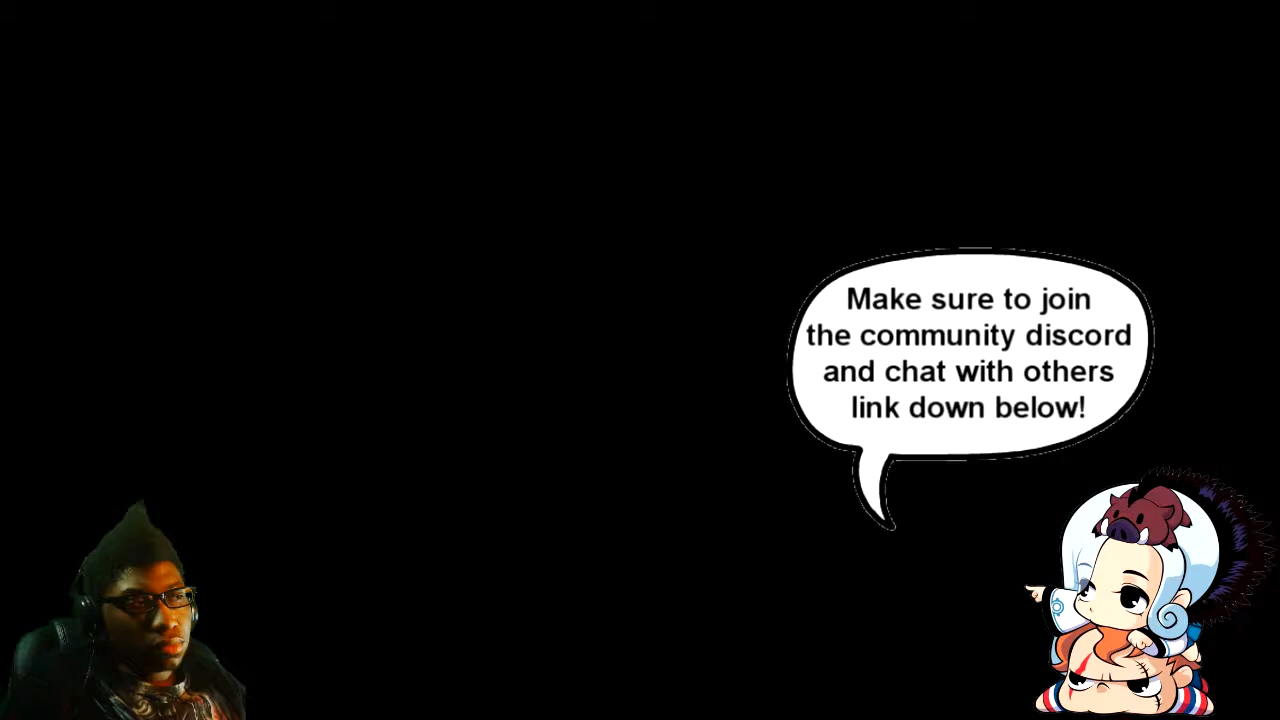 Make sure to join
the community discord
and chat with others
link down below!